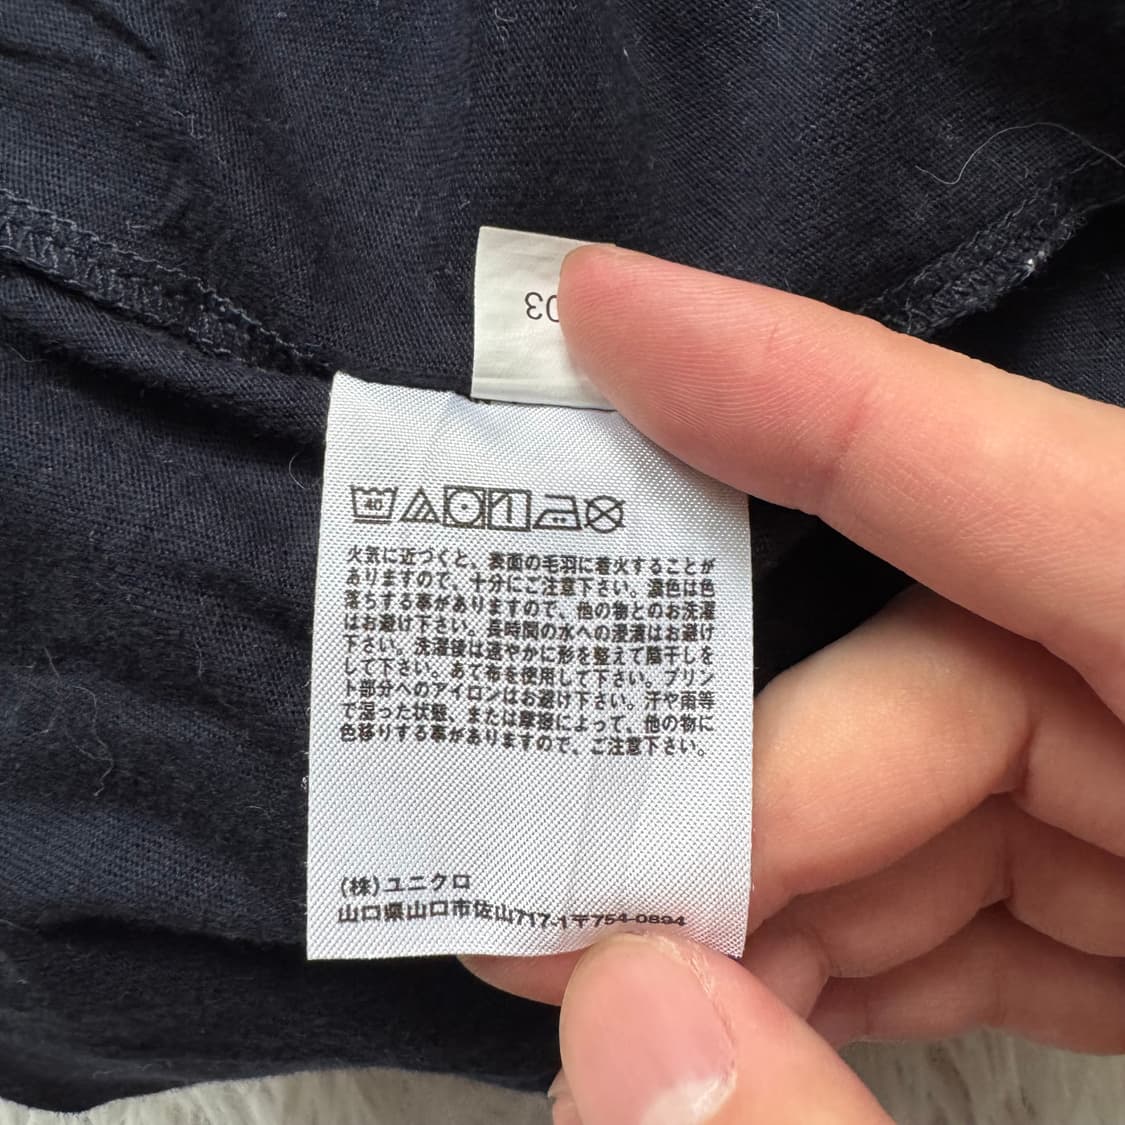 03
40
火気に近づくと、表面の毛羽に着火することが
ありますので、十分にご注意下さい。濃色は色
落ちする事がありますので、他の物とのお洗濯
はお避け下さい。長時間の水への浸漬はお避け
下さい。洗濯後は速やかに形を整えて陰干しを
して下さい。あて布を使用して下さい。プリン
ト部分へのアイロンはお避け下さい。汗や雨等
で湿った状態、または摩擦によって、他の物に
色移りする事がありますので、ご注意下さい。
(株)ユニクロ
山口県山口市佐山717-1〒754-0894